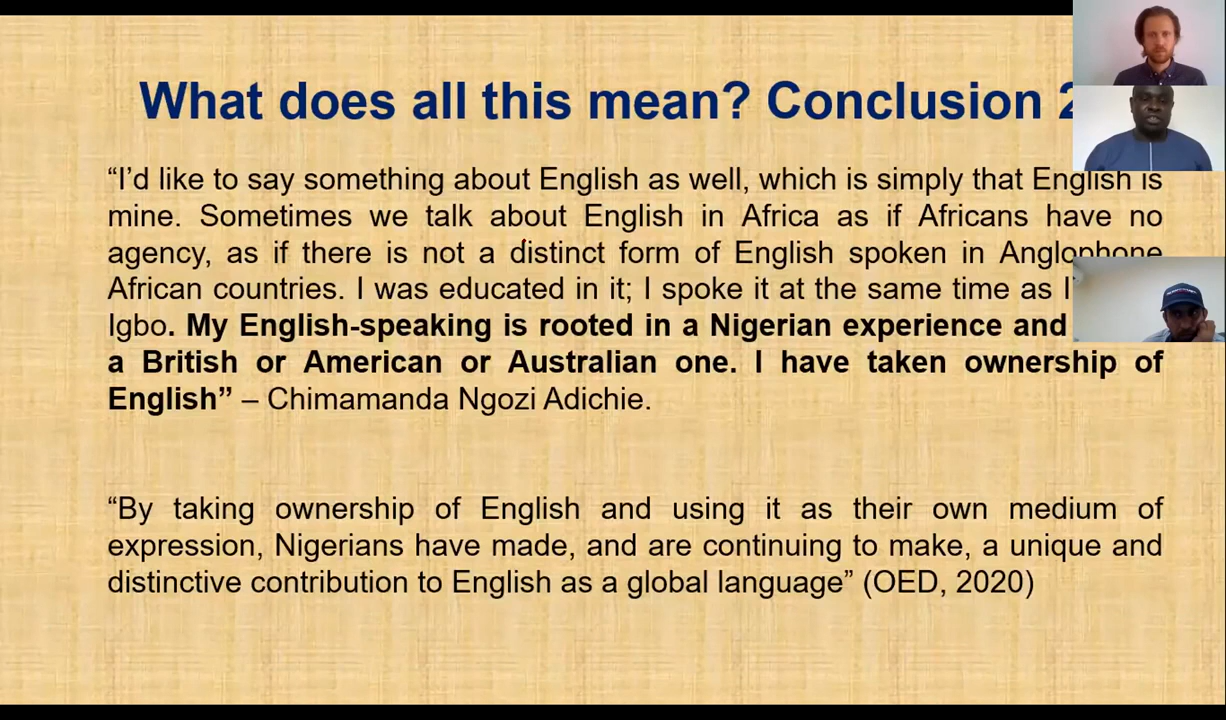 What does all this mean? Conclusion 2
“I’d like to say something about English as well, which is simply that English is
mine. Sometimes we talk about English in Africa as if Africans have no
agency, as if there is not a distinct form of English spoken in Anglophone
African countries. I was educated in it; I spoke it at the same time as I
Igbo. My English-speaking is rooted in a Nigerian experience and
a British or American or Australian one. I have taken ownership of
English” – Chimamanda Ngozi Adichie.
“By taking ownership of English and using it as their own medium of
expression, Nigerians have made, and are continuing to make, a unique and
distinctive contribution to English as a global language” (OED, 2020)